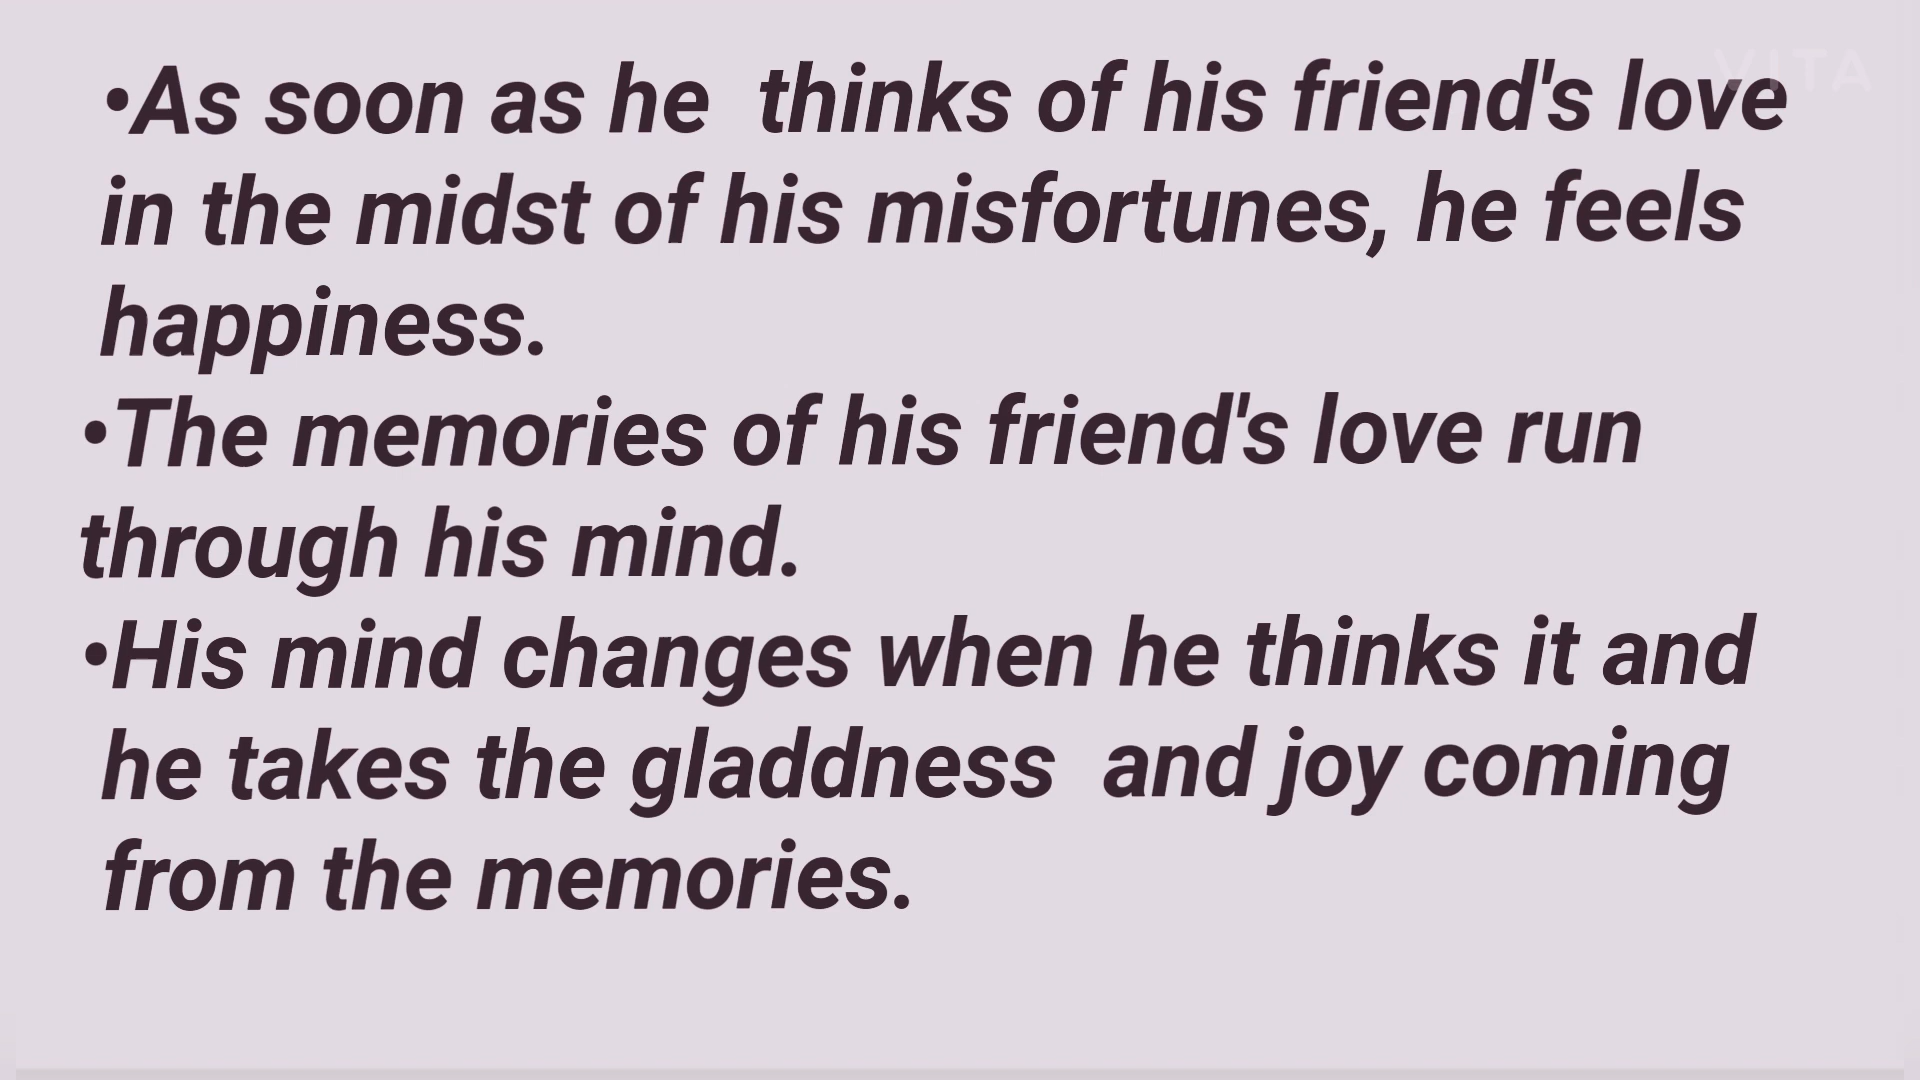 •As soon as he  thinks of his friend's love
in the midst of his misfortunes, he feels
happiness.
•The memories of his friend's love run
through his mind.
•His mind changes when he thinks it and
he takes the gladdness  and joy coming
from the memories.
VITA